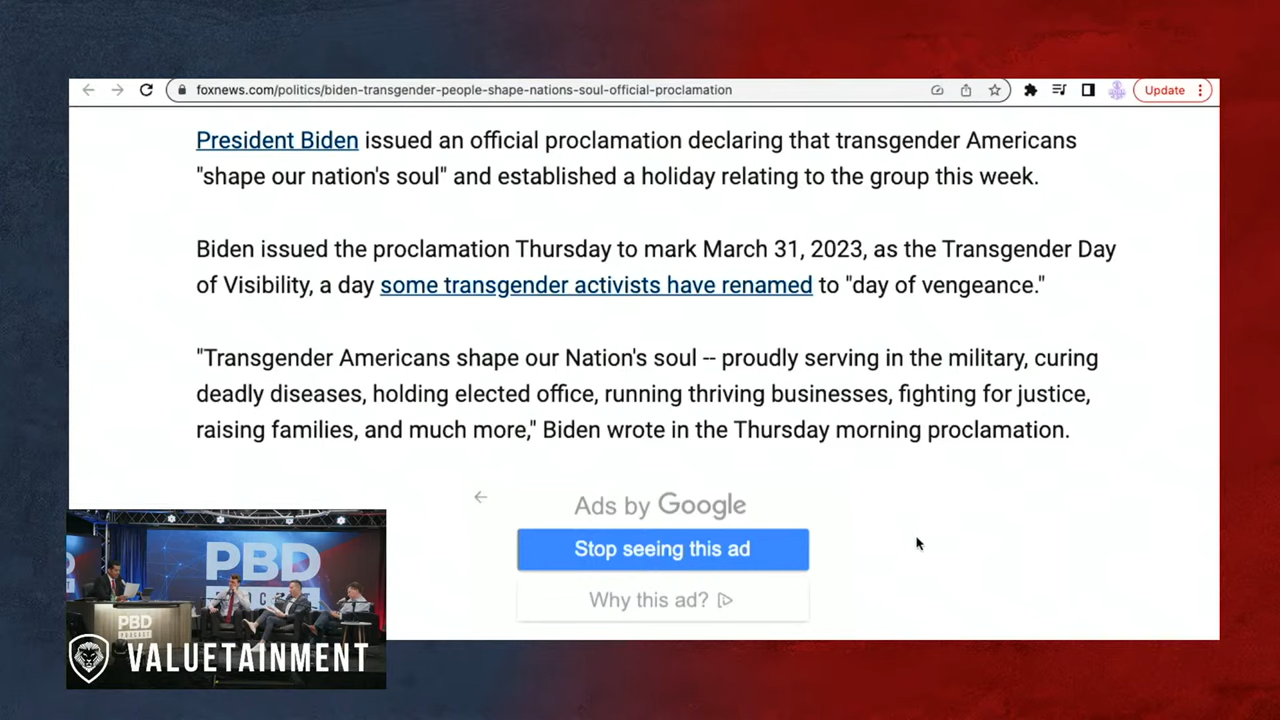 foxnews.com/politics/biden-transgender-people-shape-nations-soul-official-proclamation
Update
President Biden issued an official proclamation declaring that transgender Americans
"shape our nation's soul" and established a holiday relating to the group this week.
Biden issued the proclamation Thursday to mark March 31, 2023, as the Transgender Day
of Visibility, a day some transgender activists have renamed to "day of vengeance."
"Transgender Americans shape our Nation's soul -- proudly serving in the military, curing
deadly diseases, holding elected office, running thriving businesses, fighting for justice,
raising families, and much more," Biden wrote in the Thursday morning proclamation.
Ads by Google
Stop seeing this ad
Why this ad?
PBD
PBD
PODCAST
VALUETAINMENT